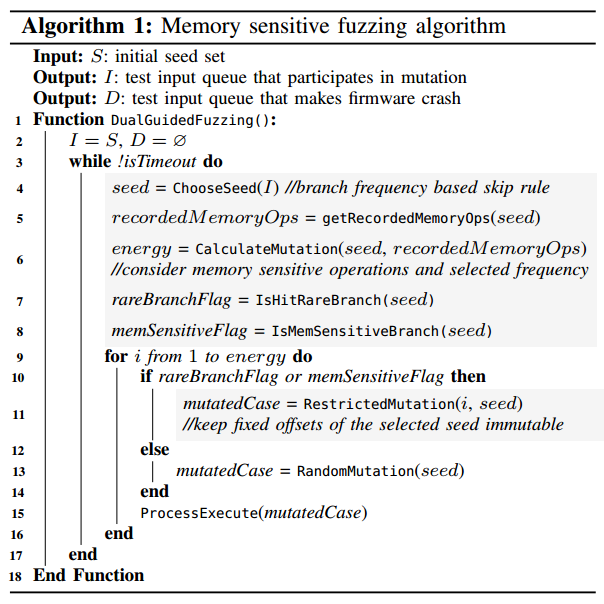 Algorithm 1: Memory sensitive fuzzing algorithm
Input: S: initial seed set
Output: I: test input queue that participates in mutation
Output: D: test input queue that makes firmware crash
1 Function DualGuidedFuzzing():
2 I = S, D = ∅
3 while !isTimeout do
4 seed = ChooseSeed(I) //branch frequency based skip rule
5 recordedMemoryOps = getRecordedMemoryOps(seed)
6 energy = CalculateMutation(seed, recordedMemoryOps)
//consider memory sensitive operations and selected frequency
7 rareBranchFlag = IsHitRareBranch(seed)
8 memSensitiveFlag = IsMemSensitiveBranch(seed)
9 for i from 1 to energy do
10 if rareBranchFlag or memSensitiveFlag then
11 mutatedCase = RestrictedMutation(i, seed)
//keep fixed offsets of the selected seed immutable
12 else
13 mutatedCase = RandomMutation(seed)
14 end
15 ProcessExecute(mutatedCase)
16 end
17 end
18 End Function